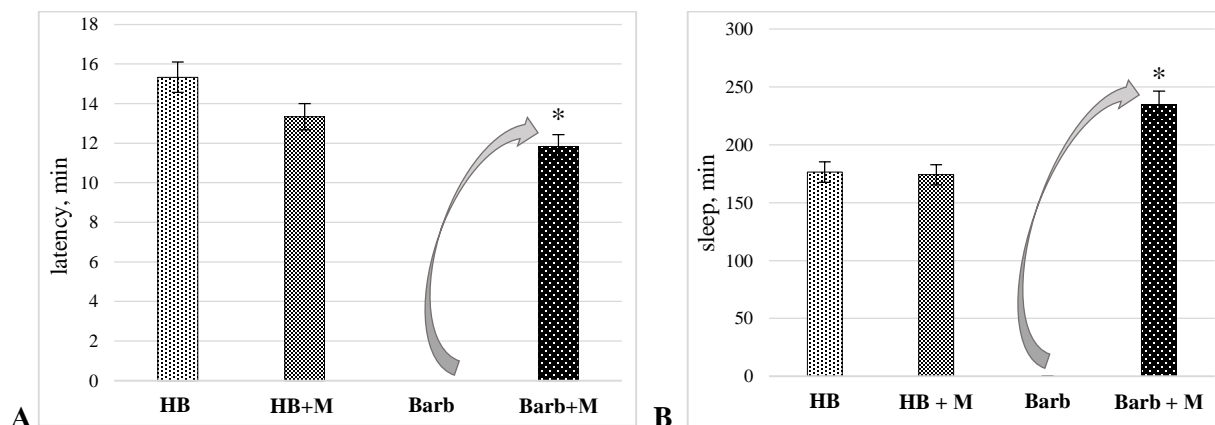 18
16
14
12
10
8
6
4
2
0
latency, min
*
HB
HB+M
Barb
Barb+M
A
300
250
200
150
100
50
0
sleep, min
*
HB
HB + M
Barb
Barb + M
B